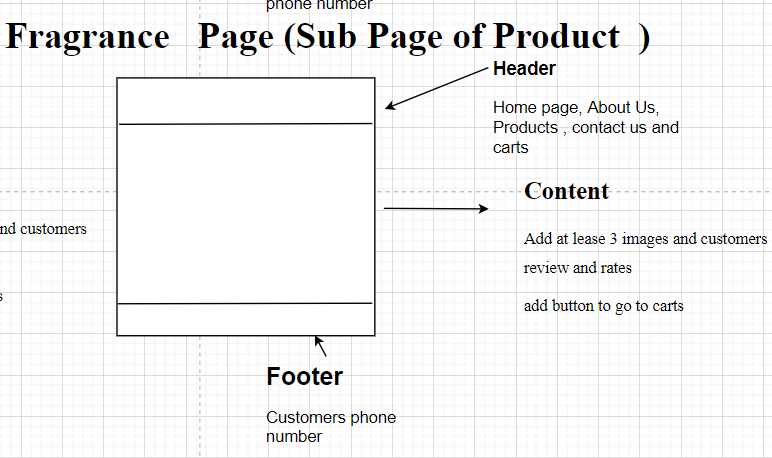 phone number
Fragrance Page (Sub Page of Product )
Header
Home page, About Us,
Products , contact us and
carts
Content
nd customers
Add at lease 3 images and customers
review and rates
s
add button to go to carts
Footer
Customers phone
number